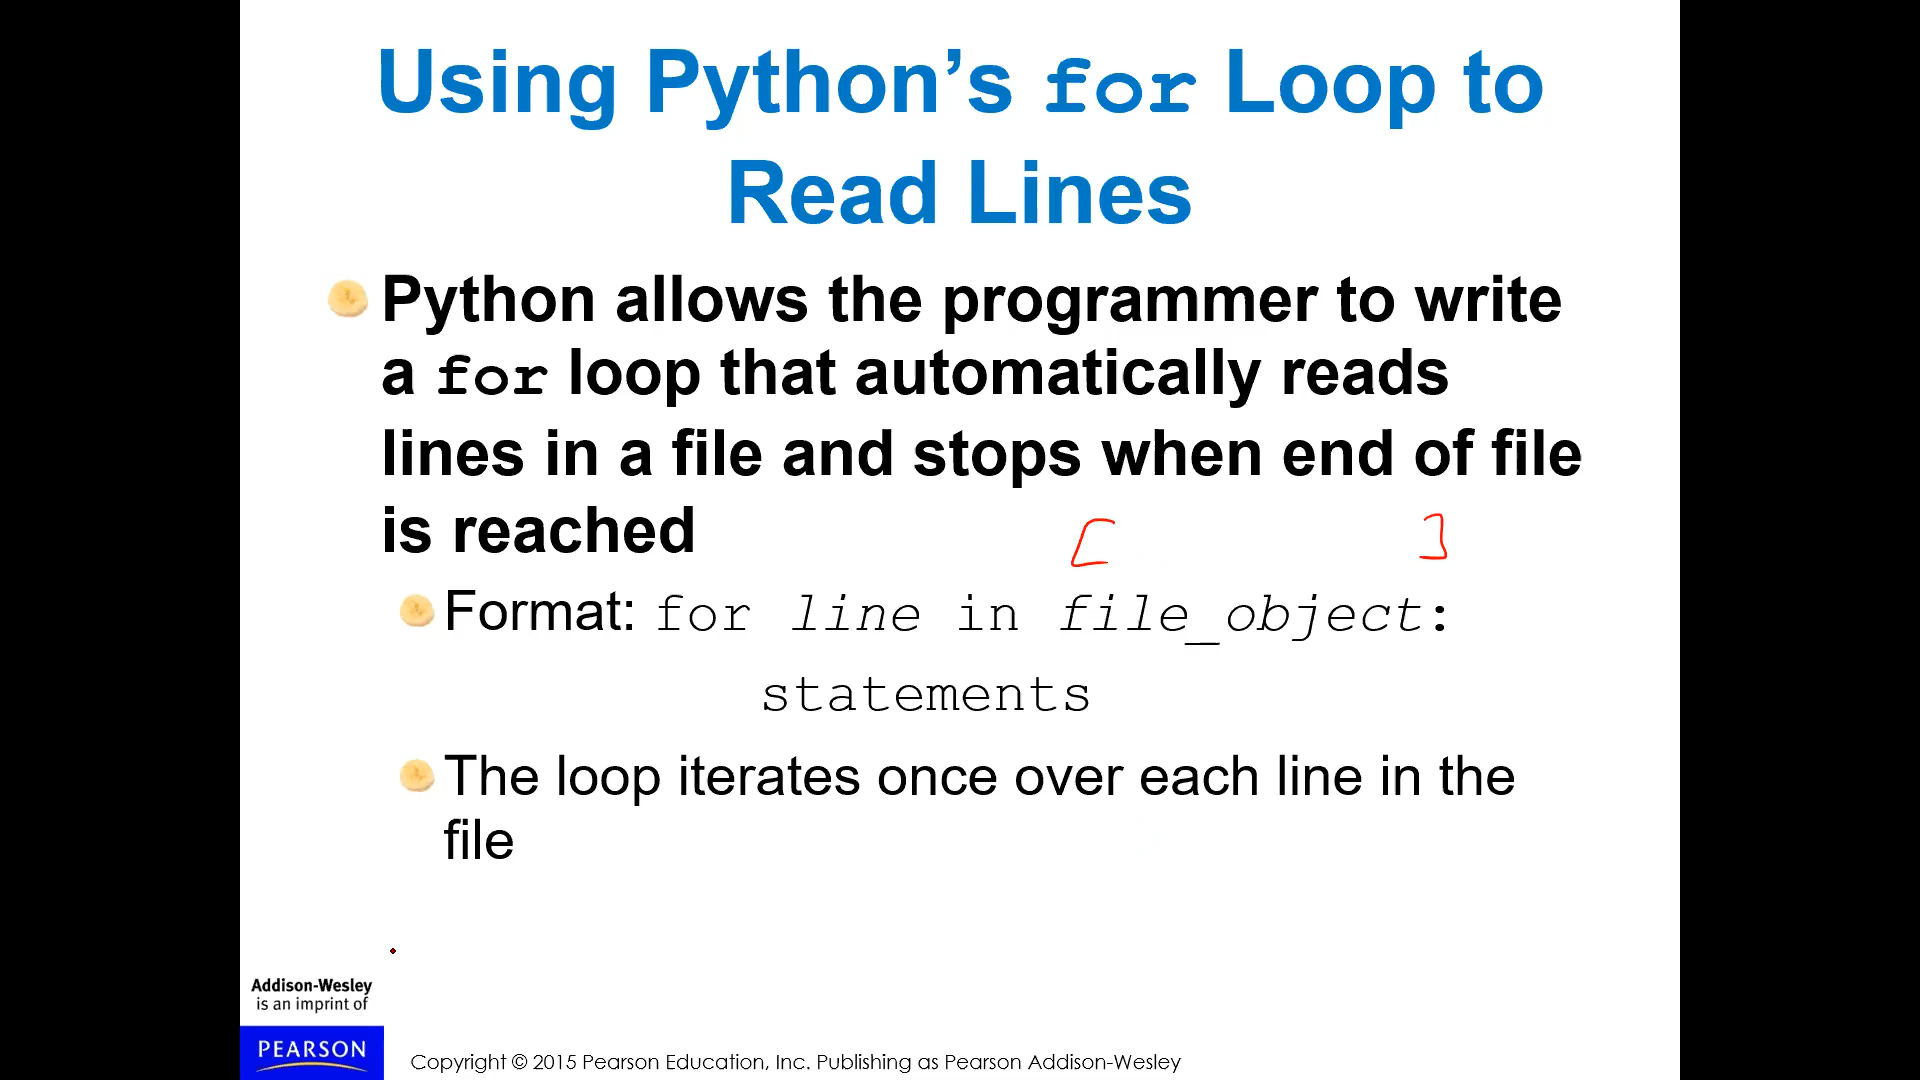 Using Python’s for Loop to
Read Lines
Python allows the programmer to write
a for loop that automatically reads
lines in a file and stops when end of file
is reached
[ ]
Format: for line in file_object:
statements
The loop iterates once over each line in the
file
Addison-Wesley
is an imprint of
PEARSON
Copyright © 2015 Pearson Education, Inc. Publishing as Pearson Addison-Wesley